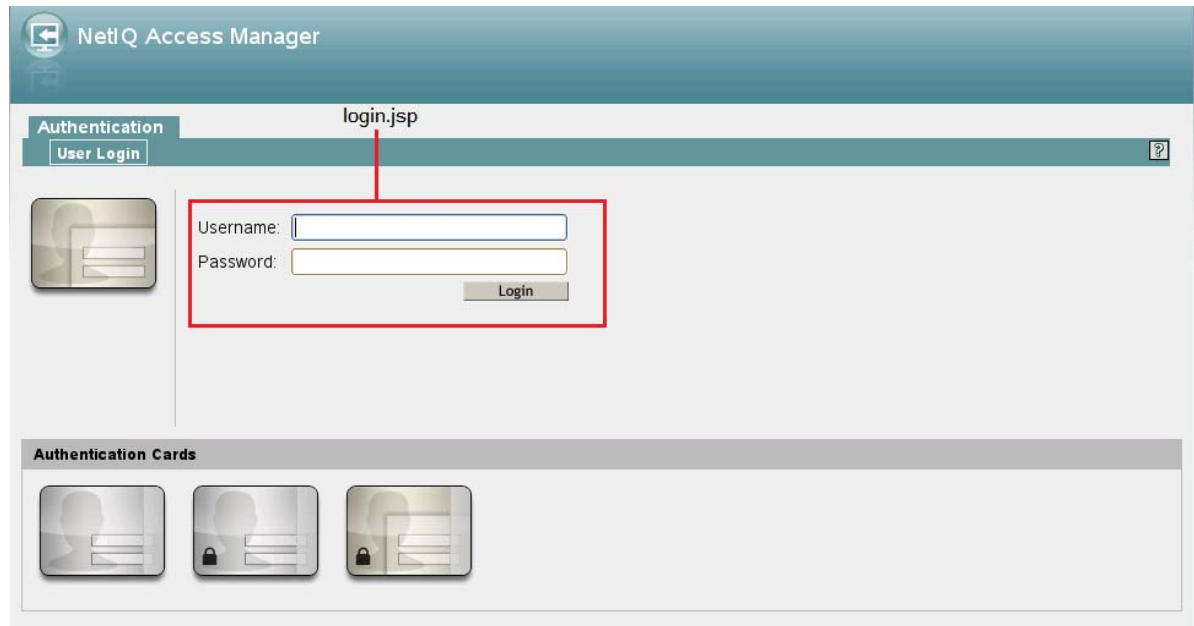 NetIQ Access Manager
login.jsp
Authentication
User Login
?
Username:
Password:
Login
Authentication Cards